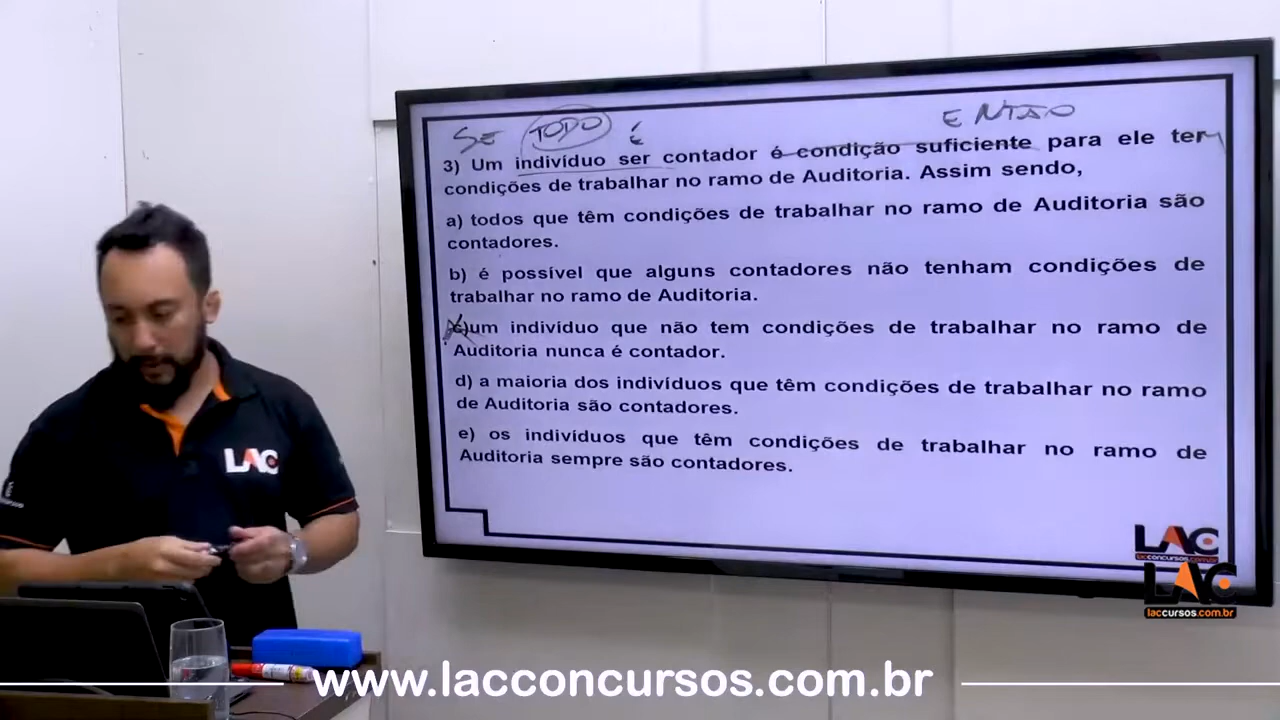 SE TODO É ENTÃO
3) Um indivíduo ser contador é condição suficiente para ele ter
condições de trabalhar no ramo de Auditoria. Assim sendo,
a) todos que têm condições de trabalhar no ramo de Auditoria são
contadores.
b) é possível que alguns contadores não tenham condições de
trabalhar no ramo de Auditoria.
c)um indivíduo que não tem condições de trabalhar no ramo de
Auditoria nunca é contador.
d) a maioria dos indivíduos que têm condições de trabalhar no ramo
de Auditoria são contadores.
e) os indivíduos que têm condições de trabalhar no ramo de
Auditoria sempre são contadores.
LAC
LAC
lacconcursos.com.br
LAC
laccursos.com.br
www.lacconcursos.com.br